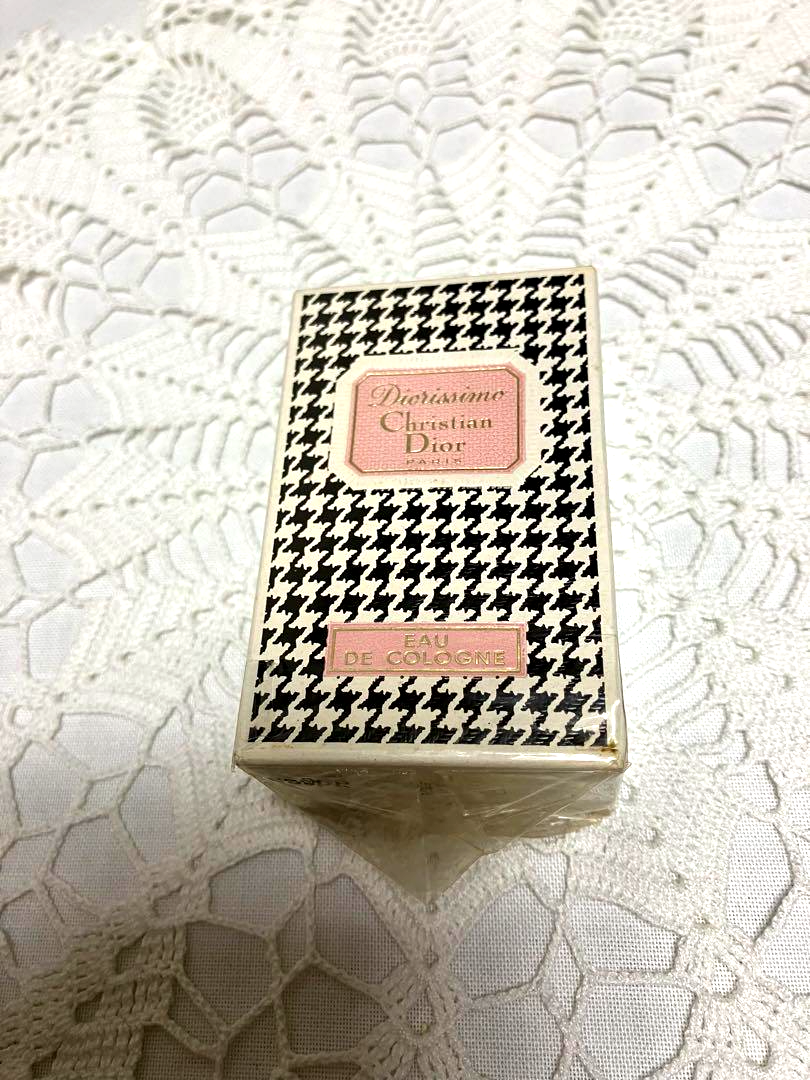 Diorissimo
Christian
Dior
PARIS
EAU
DE COLOGNE